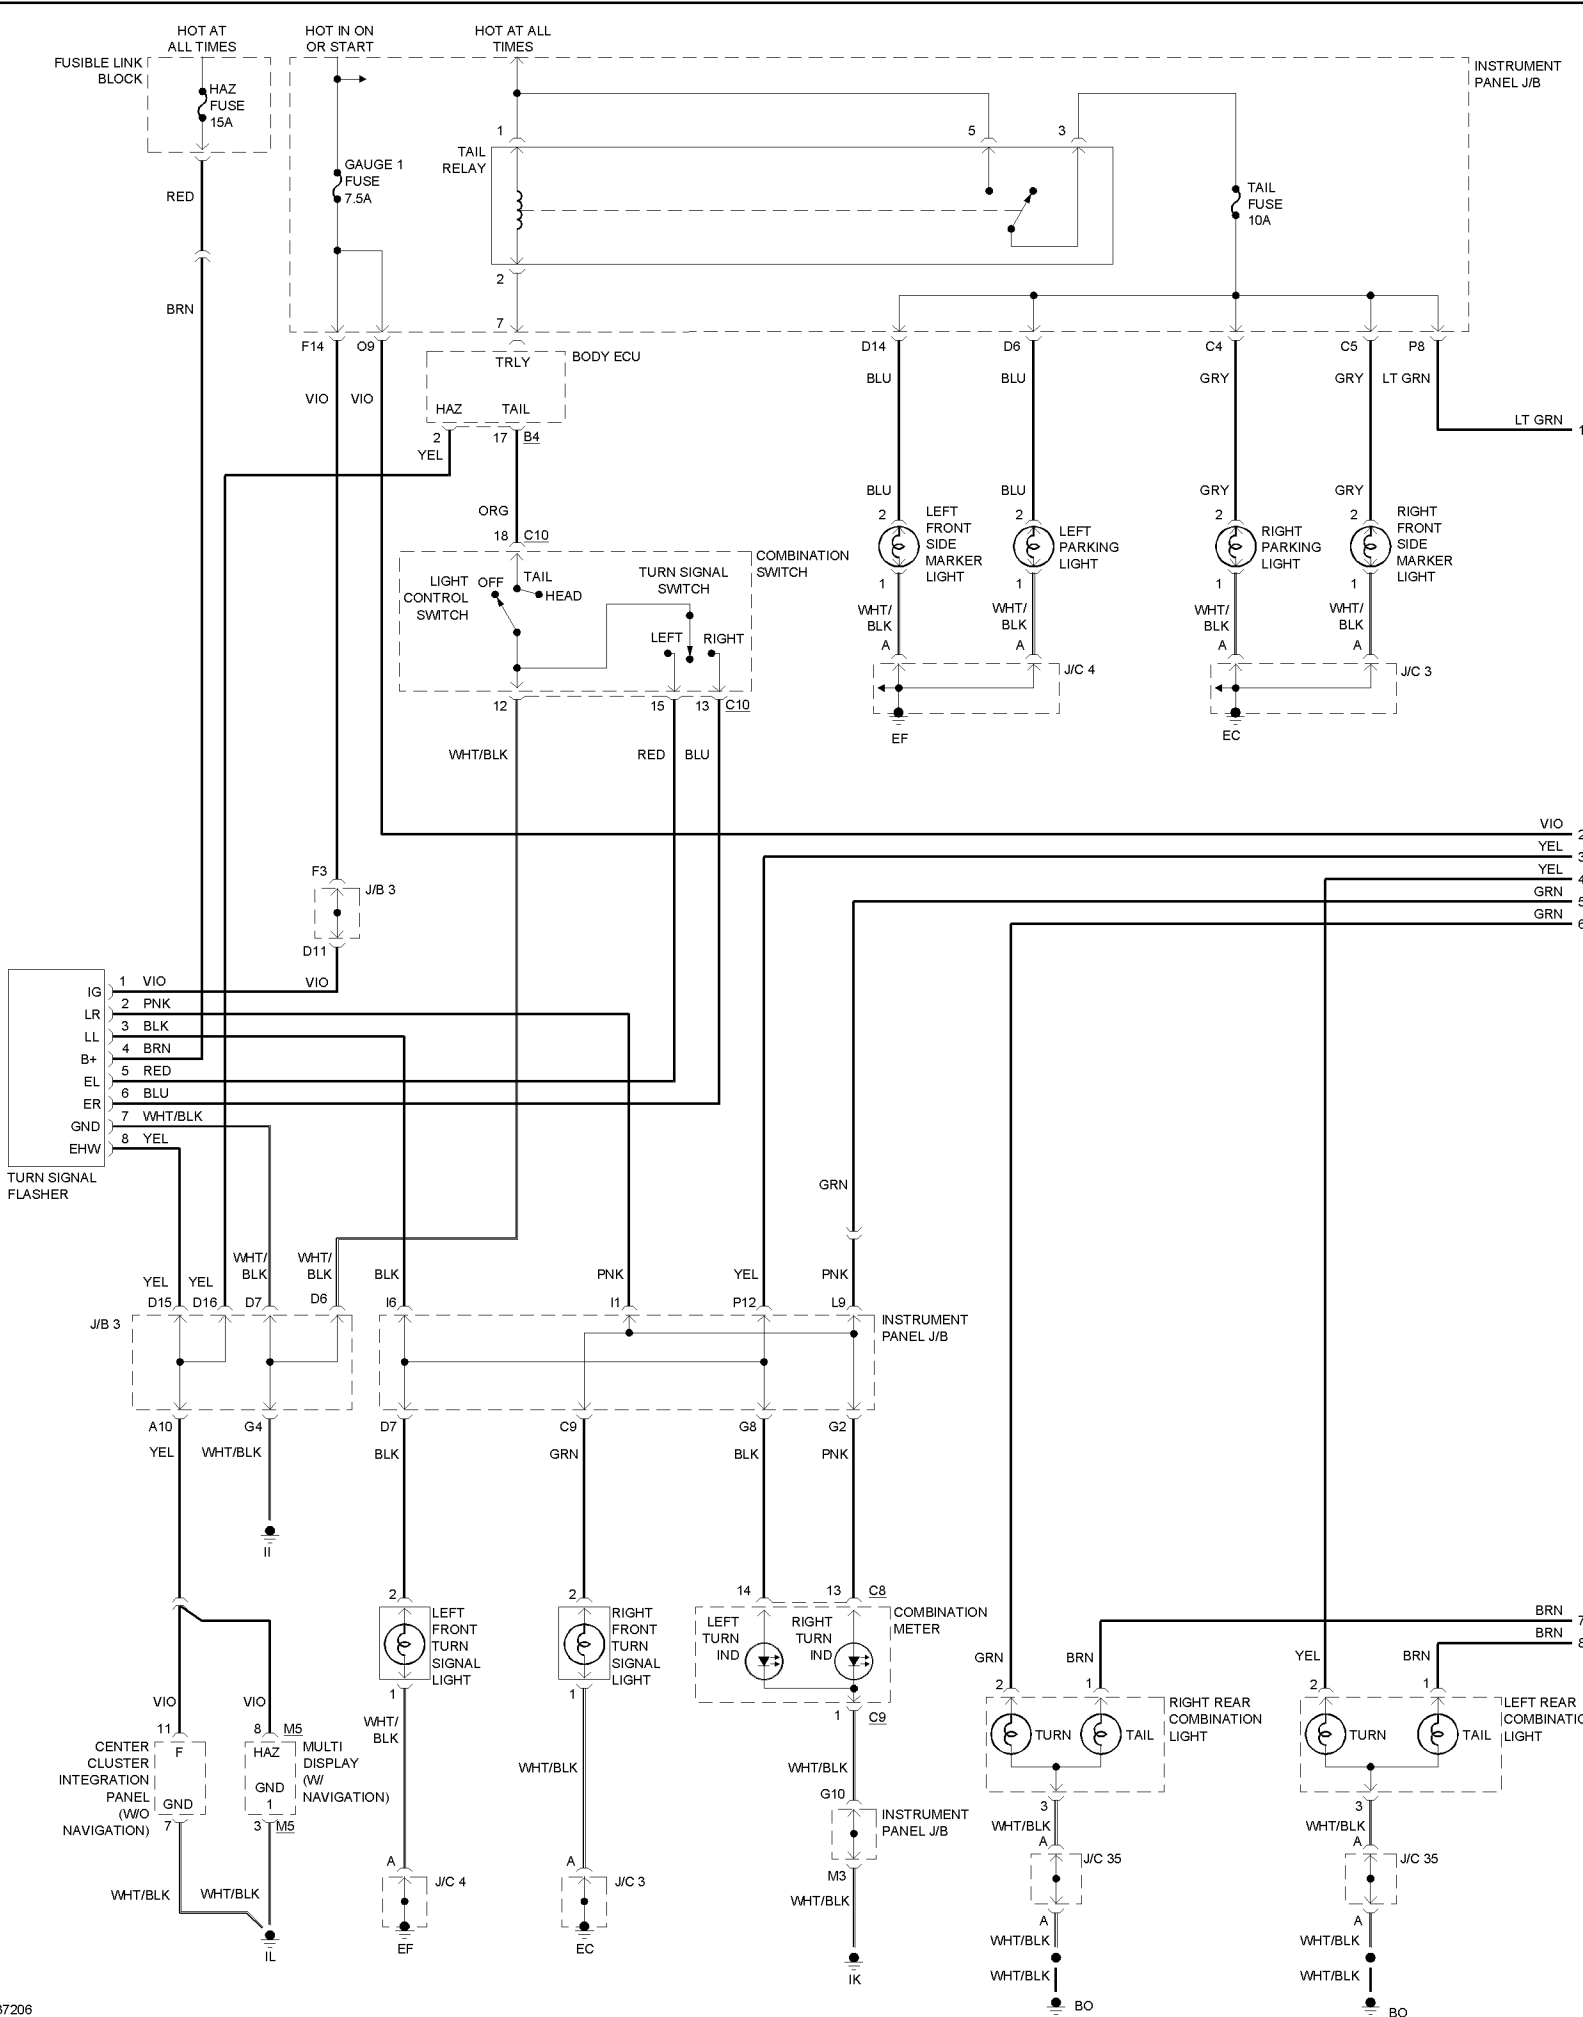 HOT AT
ALL TIMES
HOT IN ON
OR START
HOT AT ALL
TIMES
FUSIBLE LINK
BLOCK
HAZ
FUSE
15A
INSTRUMENT
PANEL J/B
1
5
3
TAIL
RELAY
GAUGE 1
FUSE
7.5A
TAIL
FUSE
10A
RED
2
BRN
7
F14
O9
TRLY
BODY ECU
D14
D6
C4
C5
P8
BLU
BLU
GRY
GRY
LT GRN
VIO
VIO
HAZ
TAIL
2
17
B4
YEL
LT GRN
1
ORG
18
C10
BLU
BLU
GRY
GRY
2
2
2
2
LEFT
FRONT
SIDE
MARKER
LIGHT
LEFT
PARKING
LIGHT
RIGHT
PARKING
LIGHT
RIGHT
FRONT
SIDE
MARKER
LIGHT
COMBINATION
SWITCH
LIGHT
CONTROL
SWITCH
OFF
TAIL
HEAD
TURN SIGNAL
SWITCH
LEFT
RIGHT
1
1
1
1
WHT/
BLK
WHT/
BLK
WHT/
BLK
WHT/
BLK
A
A
A
A
J/C 4
J/C 3
12
15
13
C10
EF
EC
WHT/BLK
RED
BLU
VIO
2
YEL
3
YEL
4
GRN
5
GRN
6
F3
J/B 3
D11
VIO
IG
1
VIO
LR
2
PNK
LL
3
BLK
B+
4
BRN
EL
5
RED
ER
6
BLU
GND
7
WHT/BLK
EHW
8
YEL
TURN SIGNAL
FLASHER
GRN
YEL
YEL
WHT/
BLK
WHT/
BLK
BLK
PNK
YEL
PNK
D15
D16
D7
D6
I6
I1
P12
L9
J/B 3
INSTRUMENT
PANEL J/B
A10
G4
D7
C9
G8
G2
YEL
WHT/BLK
BLK
GRN
BLK
PNK
II
2
2
14
13
C8
LEFT
FRONT
TURN
SIGNAL
LIGHT
RIGHT
FRONT
TURN
SIGNAL
LIGHT
LEFT
TURN
IND
RIGHT
TURN
IND
COMBINATION
METER
BRN
7
BRN
8
GRN
BRN
YEL
BRN
2
1
2
1
VIO
VIO
1
1
1
C9
11
8
M5
WHT/
BLK
RIGHT REAR
COMBINATION
LIGHT
TURN
TAIL
LEFT REAR
COMBINATIO
LIGHT
TURN
TAIL
CENTER
CLUSTER
INTEGRATION
PANEL
(W/O
NAVIGATION)
F
GND
HAZ
GND
1
MULTI
DISPLAY
(W/
NAVIGATION)
WHT/BLK
WHT/BLK
G10
INSTRUMENT
PANEL J/B
7
3
M5
3
3
WHT/BLK
WHT/BLK
A
A
J/C 35
J/C 35
A
A
J/C 4
J/C 3
M3
WHT/BLK
WHT/BLK
WHT/BLK
A
A
WHT/BLK
WHT/BLK
EF
EC
IL
IK
WHT/BLK
WHT/BLK
BO
BO
37206